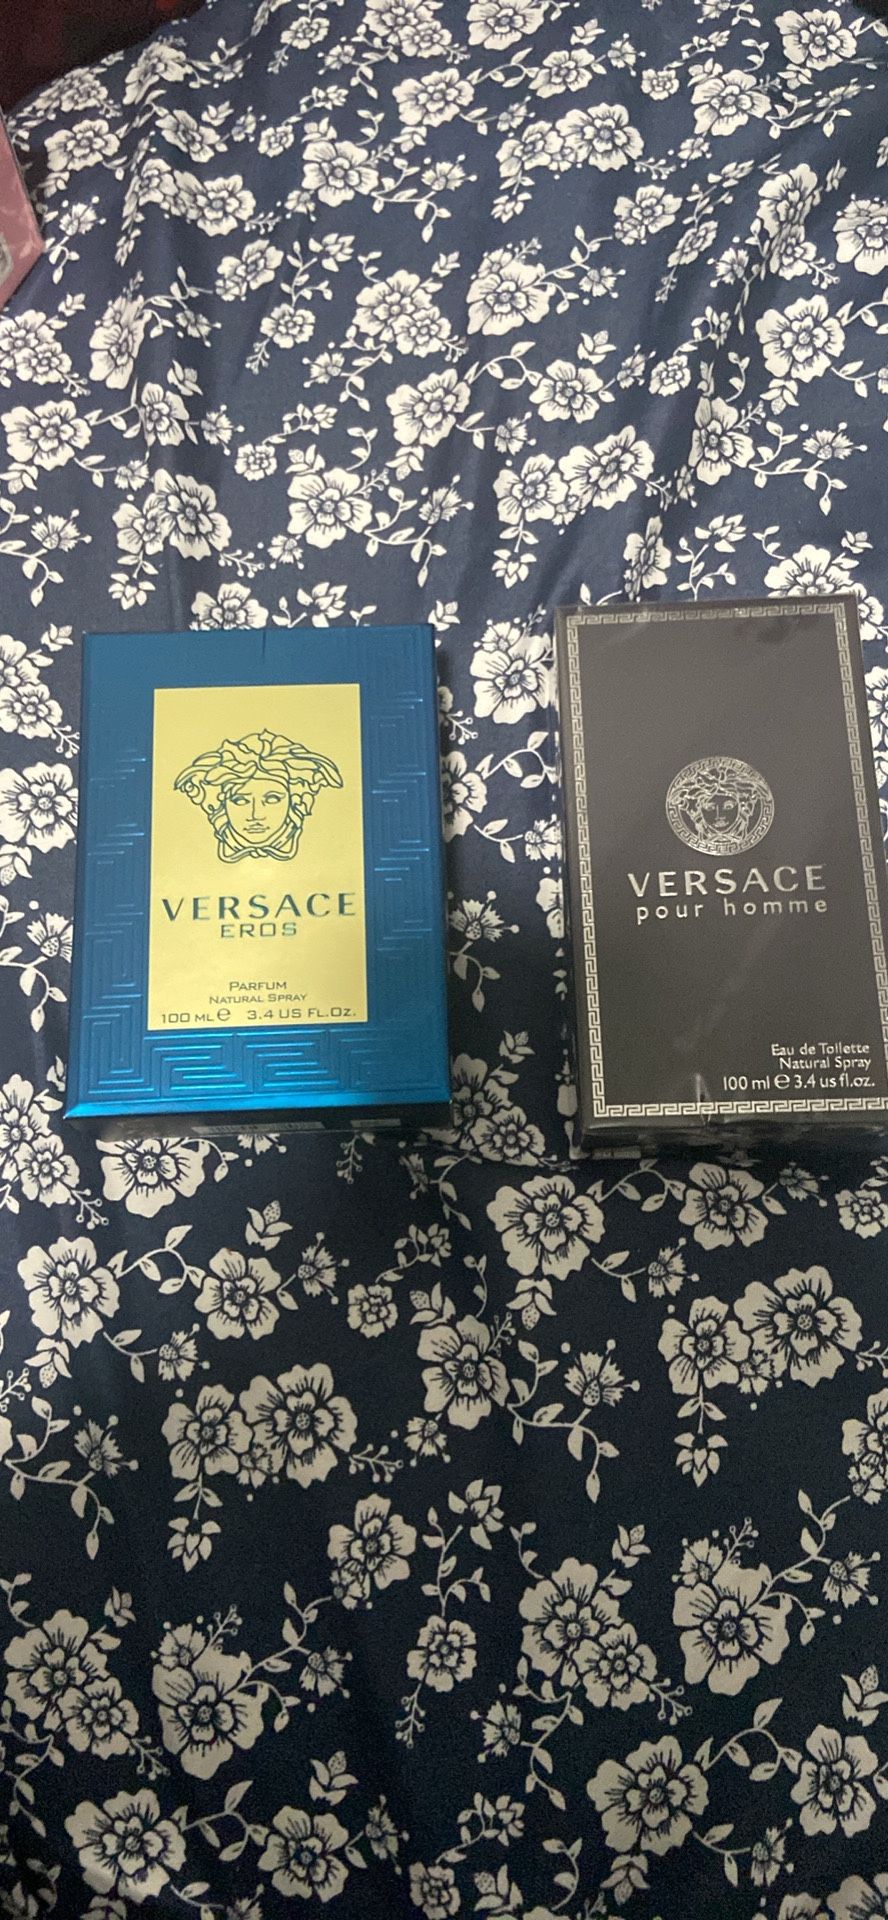 VERSACE
EROS
PARFUM
NATURAL SPRAY
100 ML e 3.4 US FL.OZ.
VERSACE
pour homme
Eau de Toilette
Natural Spray
100 ml e 3.4 us fl.oz.